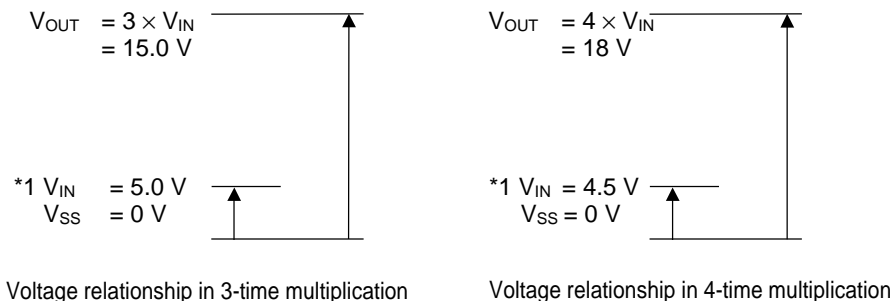 VOUT = 3 × VIN
= 15.0 V
*1 VIN = 5.0 V
VSS = 0 V
Voltage relationship in 3-time multiplication
VOUT = 4 × VIN
= 18 V
*1 VIN = 4.5 V
VSS = 0 V
Voltage relationship in 4-time multiplication